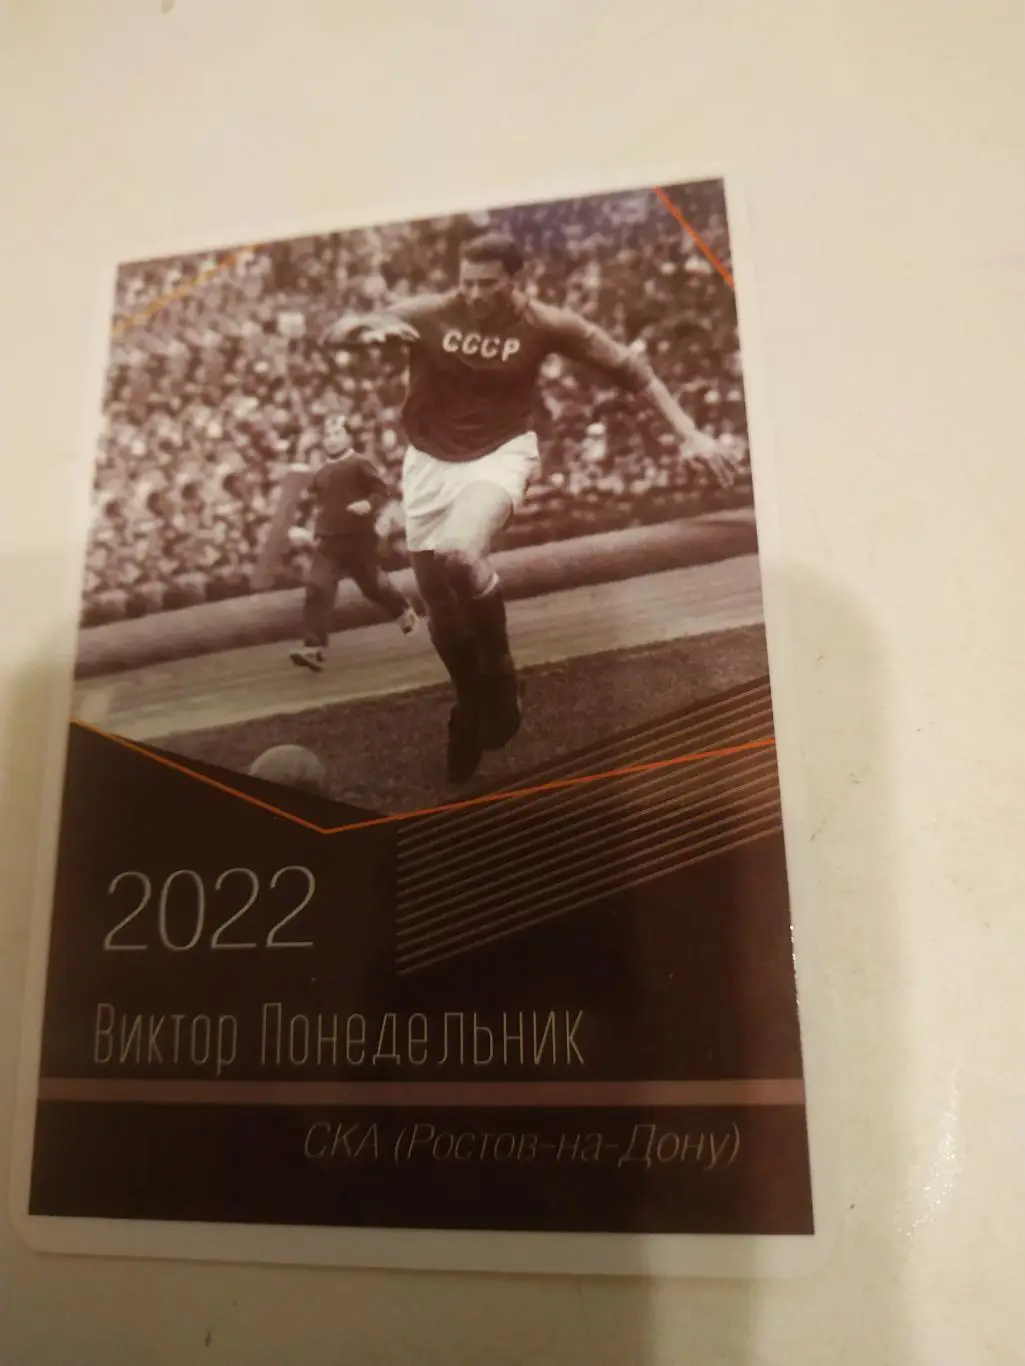 СССР
2022
Виктор Понедельник
СКА (Ростов-на-Дону)